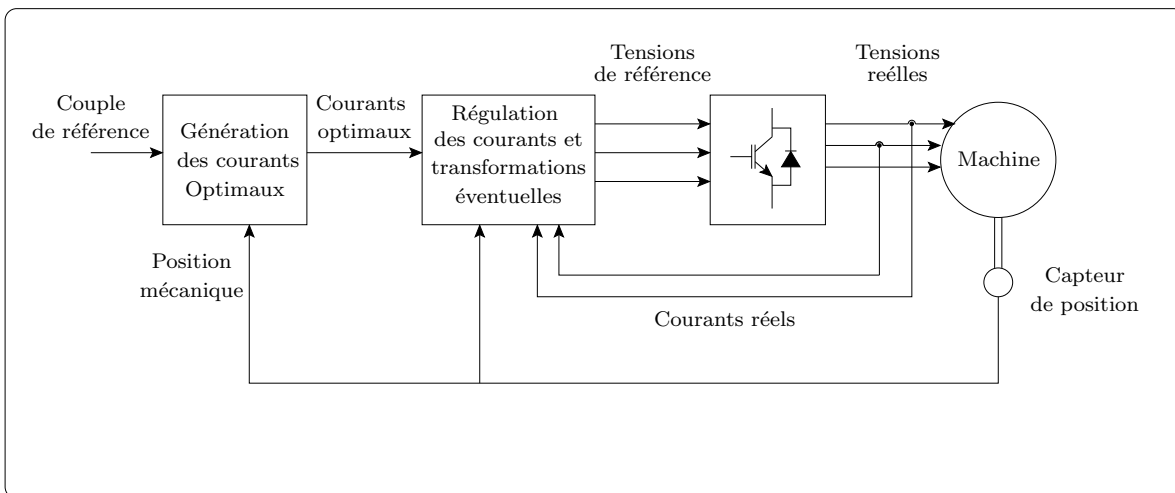 Couple
de référence
Génération
des courants
Optimaux
Courants
optimaux
Régulation
des courants et
transformations
éventuelles
Tensions
de référence
Tensions
reélles
Machine
Position
mécanique
Courants réels
Capteur
de position